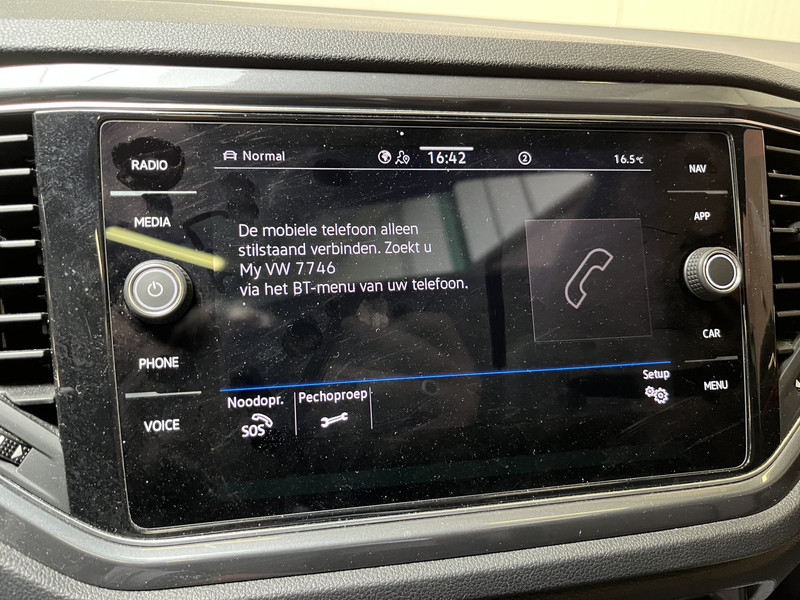 RADIO
MEDIA
PHONE
VOICE
Normal
16:42
2
16.5°C
De mobiele telefoon alleen
stilstaand verbinden. Zoekt u
My VW 7746
via het BT-menu van uw telefoon.
Noodopr.
SOS
Pechoproep
Setup
NAV
APP
CAR
MENU